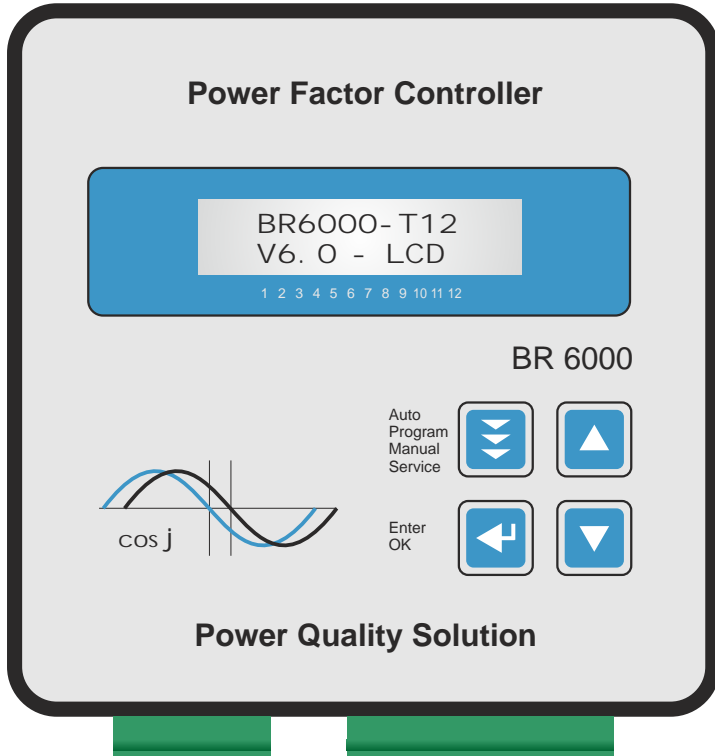 Power Factor Controller
BR6000-T12
V6.0 - LCD
1 2 3 4 5 6 7 8 9 10 11 12
BR 6000
Auto
Program
Manual
Service
Enter
OK
cos j
Power Quality Solution